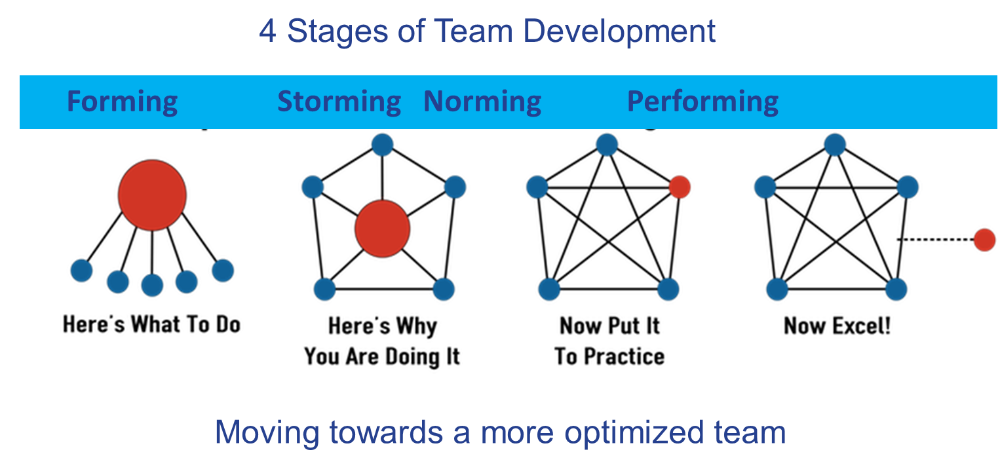 4 Stages of Team Development
Forming Storming Norming Performing
Here's What To Do
Here's Why
You Are Doing It
Now Put It
To Practice
Now Excel!
Moving towards a more optimized team